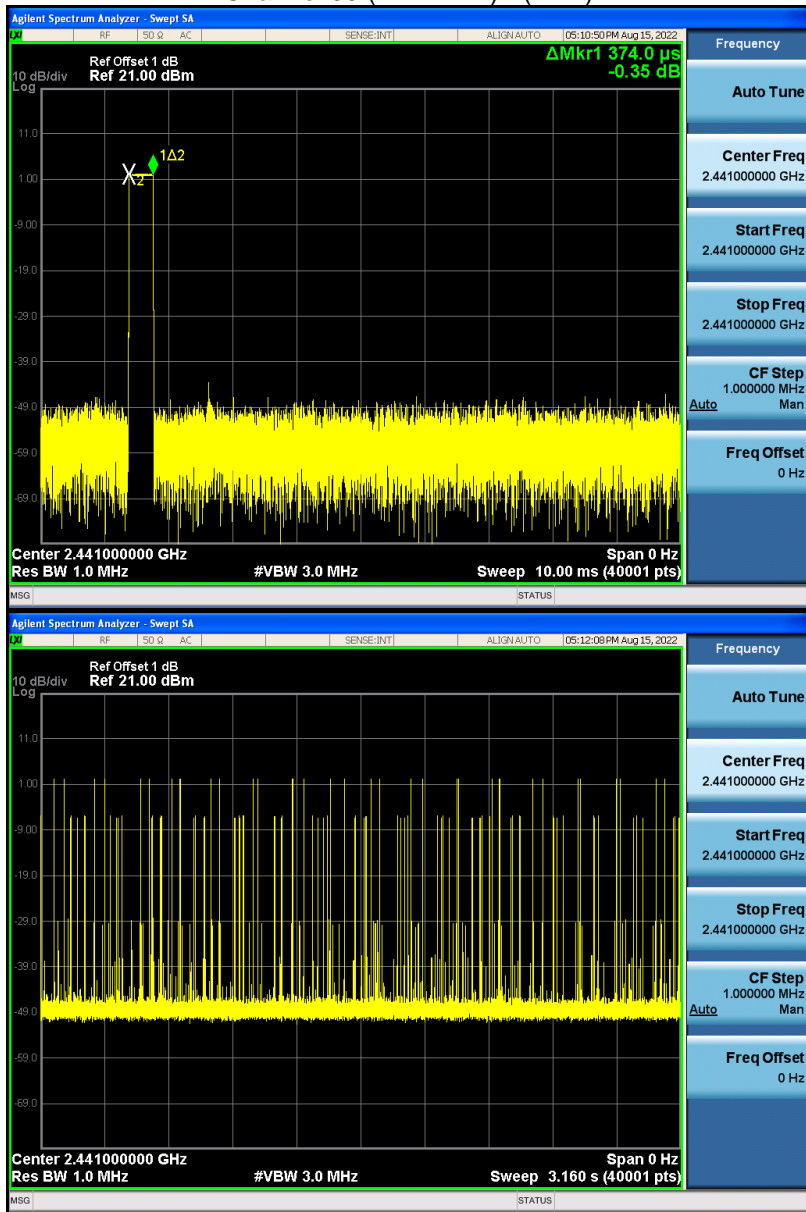 Agilent Spectrum Analyzer - Swept SA
LXI RF 50 Ω AC SENSE:INT ALIGN AUTO 05:10:50 PM Aug 15, 2022
Frequency
ΔMkr1 374.0 µs
-0.35 dB
Ref Offset 1 dB
10 dB/div Ref 21.00 dBm
Log
11.0
1.00
-9.00
-19.0
-29.0
-39.0
-49.0
-59.0
-69.0
X2
1Δ2
Center 2.441000000 GHz Span 0 Hz
Res BW 1.0 MHz #VBW 3.0 MHz Sweep 10.00 ms (40001 pts)
MSG STATUS
Auto Tune
Center Freq
2.441000000 GHz
Start Freq
2.441000000 GHz
Stop Freq
2.441000000 GHz
CF Step
1.000000 MHz
Auto Man
Freq Offset
0 Hz
Agilent Spectrum Analyzer - Swept SA
LXI RF 50 Ω AC SENSE:INT ALIGN AUTO 05:12:08 PM Aug 15, 2022
Frequency
Ref Offset 1 dB
10 dB/div Ref 21.00 dBm
Log
11.0
1.00
-9.00
-19.0
-29.0
-39.0
-49.0
-59.0
-69.0
Center 2.441000000 GHz Span 0 Hz
Res BW 1.0 MHz #VBW 3.0 MHz Sweep 3.160 s (40001 pts)
MSG STATUS
Auto Tune
Center Freq
2.441000000 GHz
Start Freq
2.441000000 GHz
Stop Freq
2.441000000 GHz
CF Step
1.000000 MHz
Auto Man
Freq Offset
0 Hz